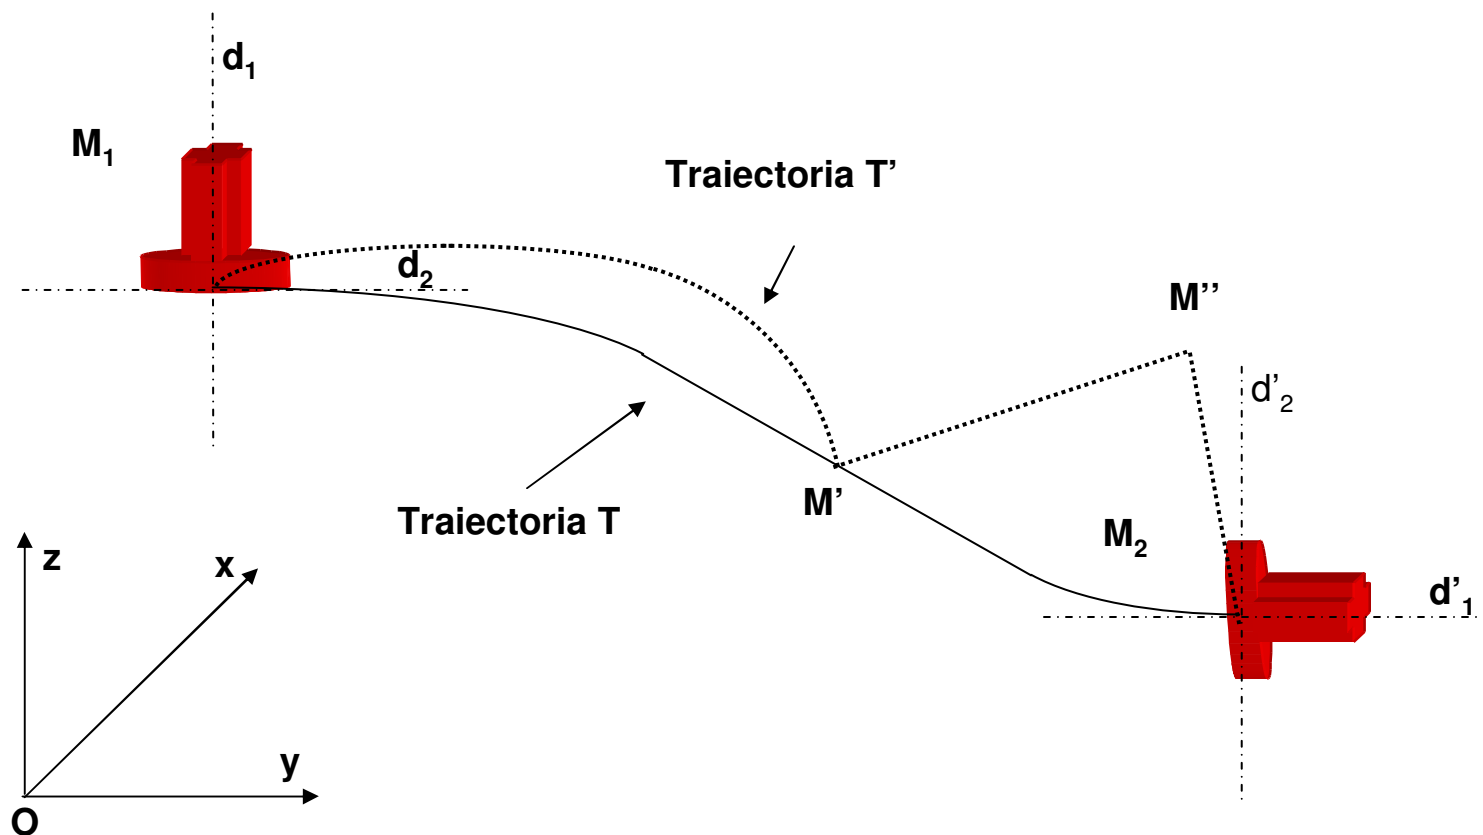 d₁
M₁
Traiectoria T’
d₂
M’’
d’₂
M’
Traiectoria T
M₂
z
x
d’₁
y
O